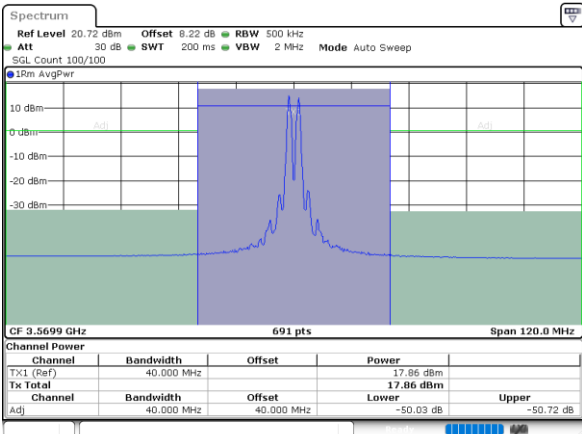 Spectrum
Ref Level 20.72 dBm Offset 8.22 dB RBW 500 kHz
Att 30 dB SWT 200 ms VBW 2 MHz Mode Auto Sweep
SGL Count 100/100
1Rm AvgPwr
10 dBm
Adj Adj
0 dBm
-10 dBm
-20 dBm
-30 dBm
CF 3.5699 GHz 691 pts Span 120.0 MHz
Channel Power
Channel Bandwidth Offset Power
TX1 (Ref) 40.000 MHz 17.86 dBm
Tx Total 17.86 dBm
Channel Bandwidth Offset Lower Upper
Adj 40.000 MHz 40.000 MHz -50.03 dB -50.72 dB
Ready